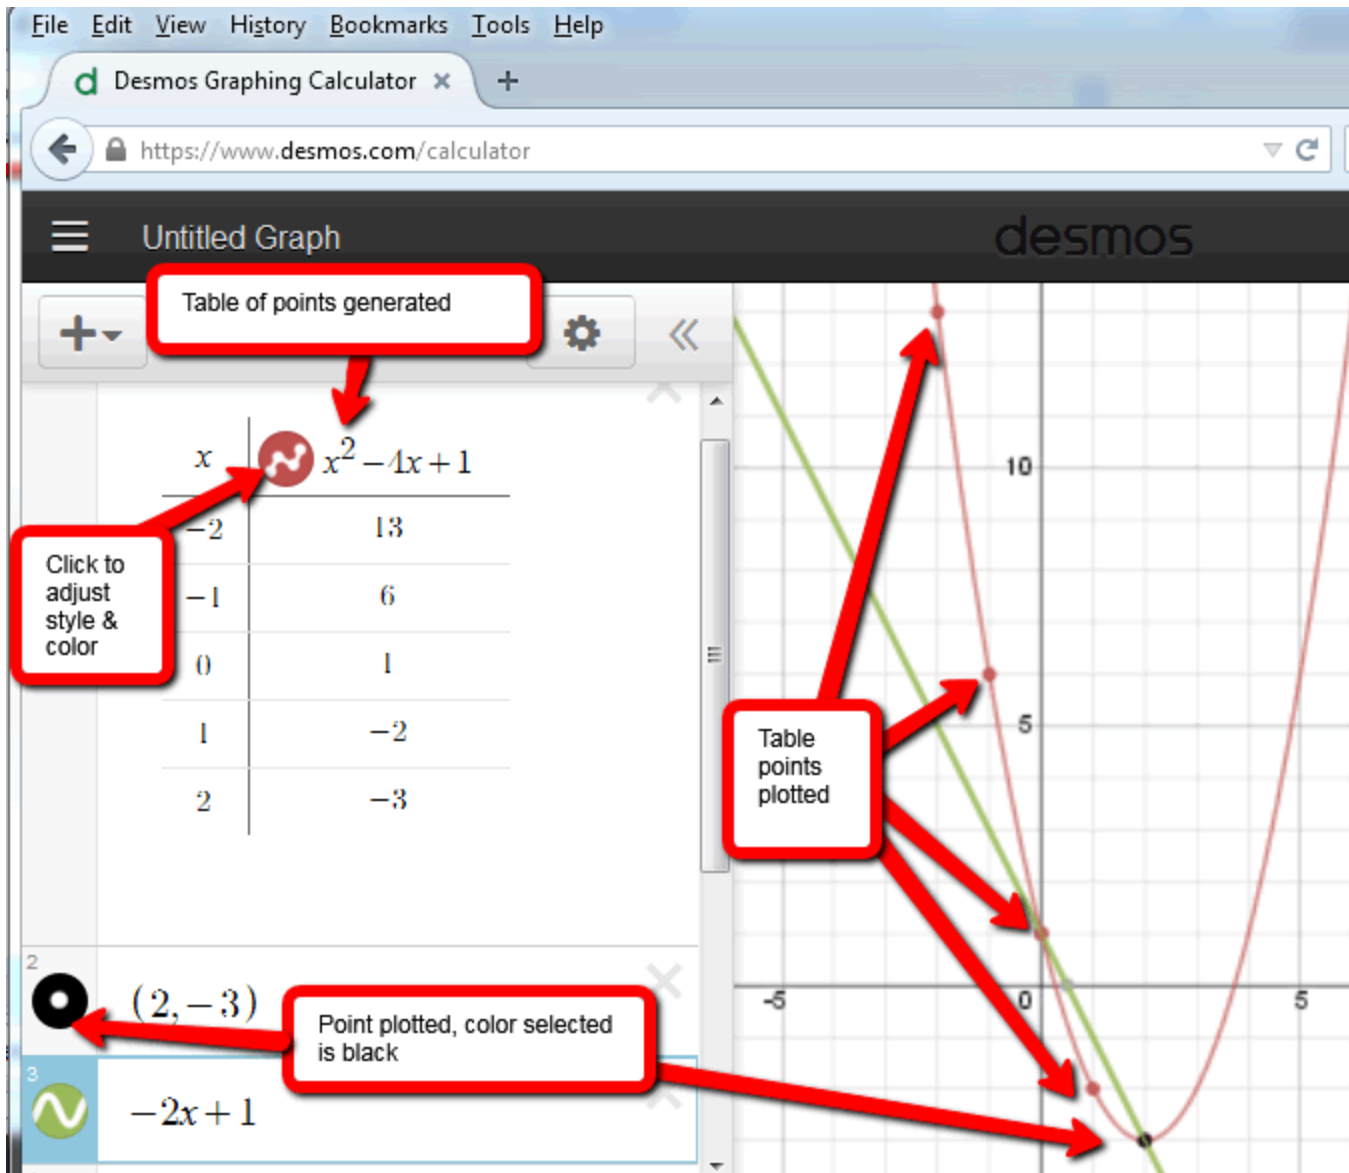 File Edit View History Bookmarks Tools Help
d Desmos Graphing Calculator × +
https://www.desmos.com/calculator
Untitled Graph
desmos
Table of points generated
x x² − 4x + 1
−2 13
−1 6
0 1
1 −2
2 −3
Click to
adjust
style &
color
10
5
-5 0 5
Table
points
plotted
2
(2, −3)
Point plotted, color selected
is black
3
−2x + 1